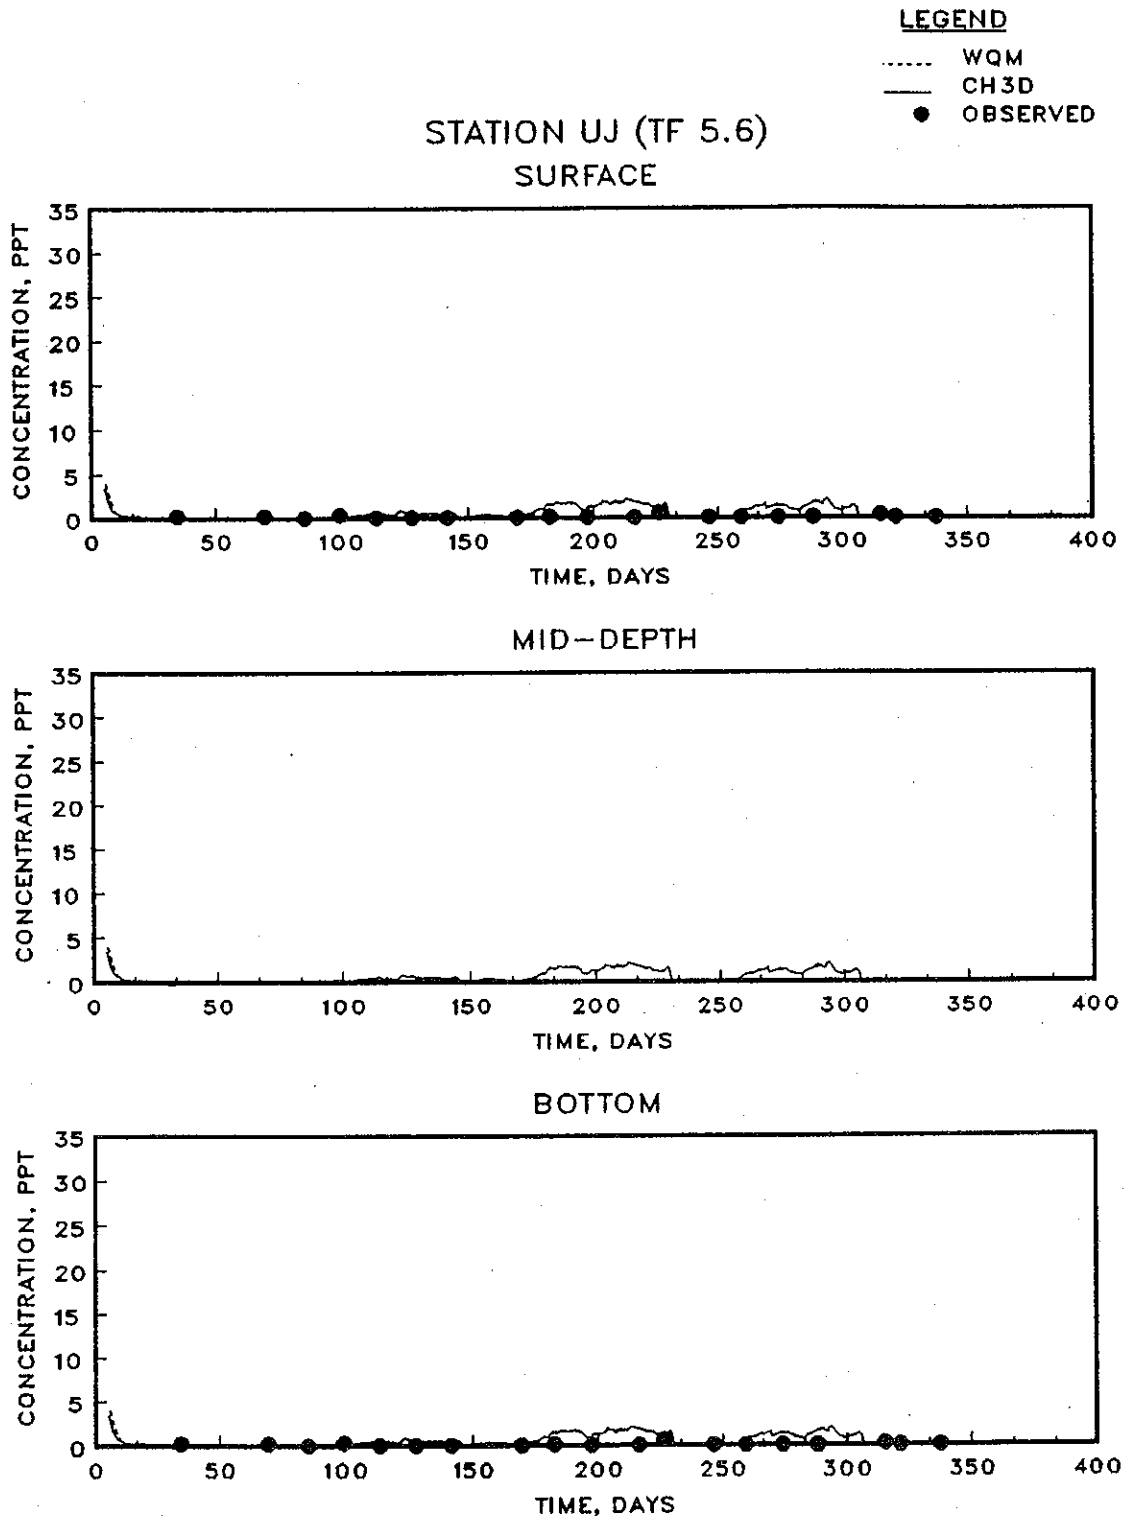 LEGEND
WQM
CH3D
OBSERVED
STATION UJ (TF 5.6)
SURFACE
CONCENTRATION, PPT
35
30
25
20
15
10
5
0
0 50 100 150 200 250 300 350 400
TIME, DAYS
MID-DEPTH
CONCENTRATION, PPT
35
30
25
20
15
10
5
0
0 50 100 150 200 250 300 350 400
TIME, DAYS
BOTTOM
CONCENTRATION, PPT
35
30
25
20
15
10
5
0
0 50 100 150 200 250 300 350 400
TIME, DAYS